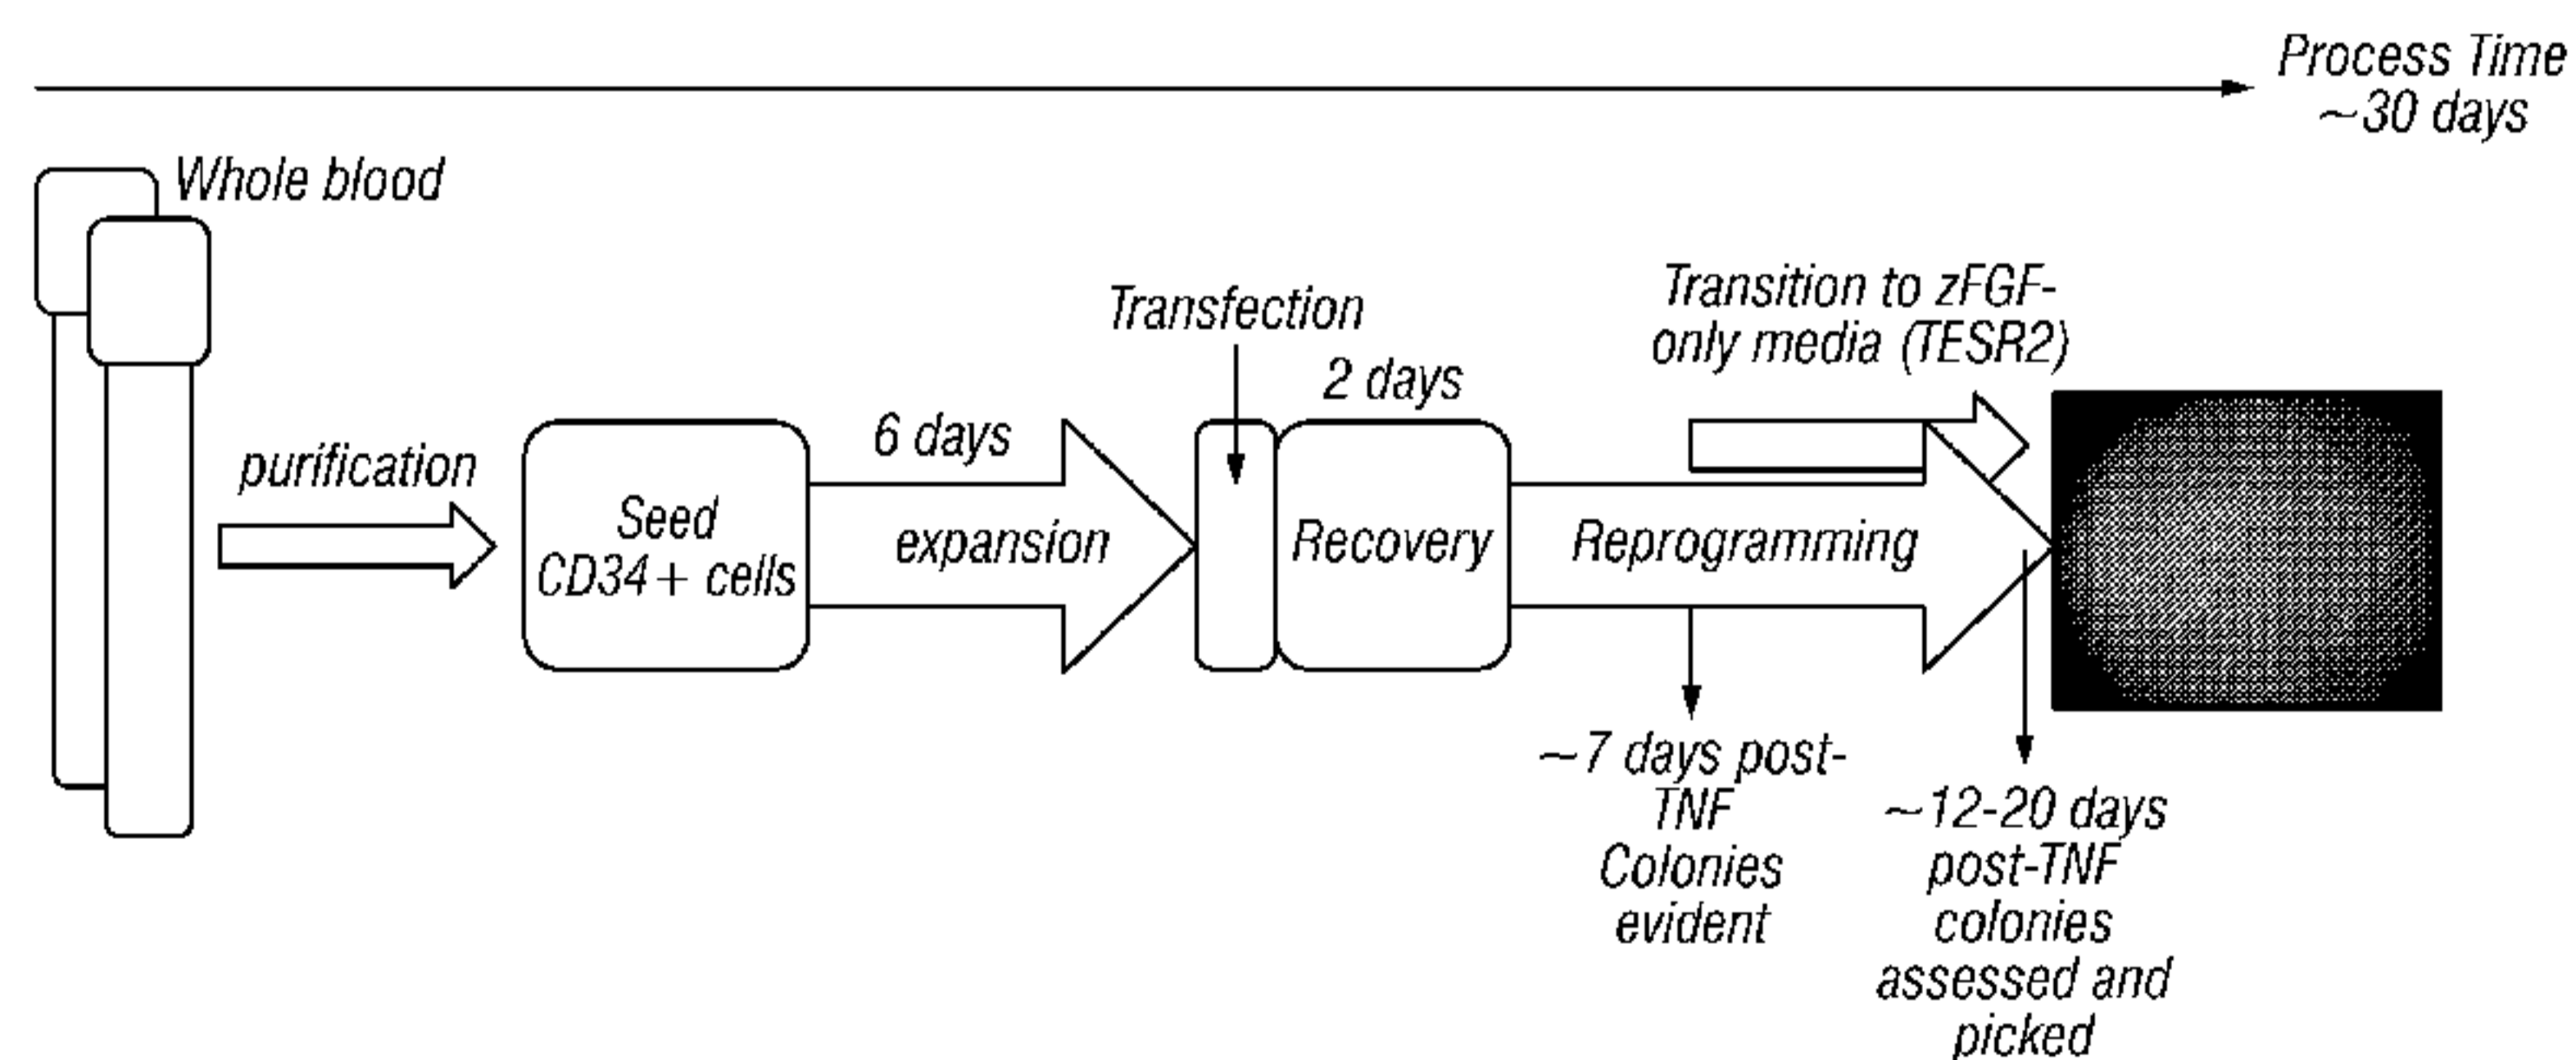 Process Time
~30 days
Whole blood
purification
Seed
CD34+ cells
6 days
expansion
Transfection
2 days
Recovery
Transition to zFGF-
only media (TESR2)
Reprogramming
~7 days post-
TNF
Colonies
evident
~12-20 days
post-TNF
colonies
assessed and
picked